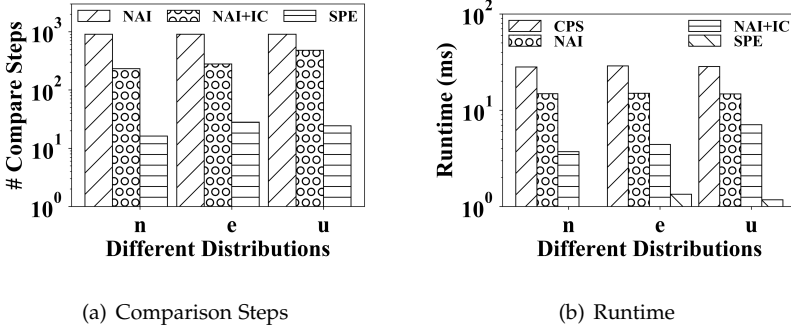 NAI NAI+IC SPE
10^3
10^2
10^1
10^0
# Compare Steps
n e u
Different Distributions
(a) Comparison Steps
CPS NAI+IC
NAI SPE
10^2
10^1
10^0
Runtime (ms)
n e u
Different Distributions
(b) Runtime